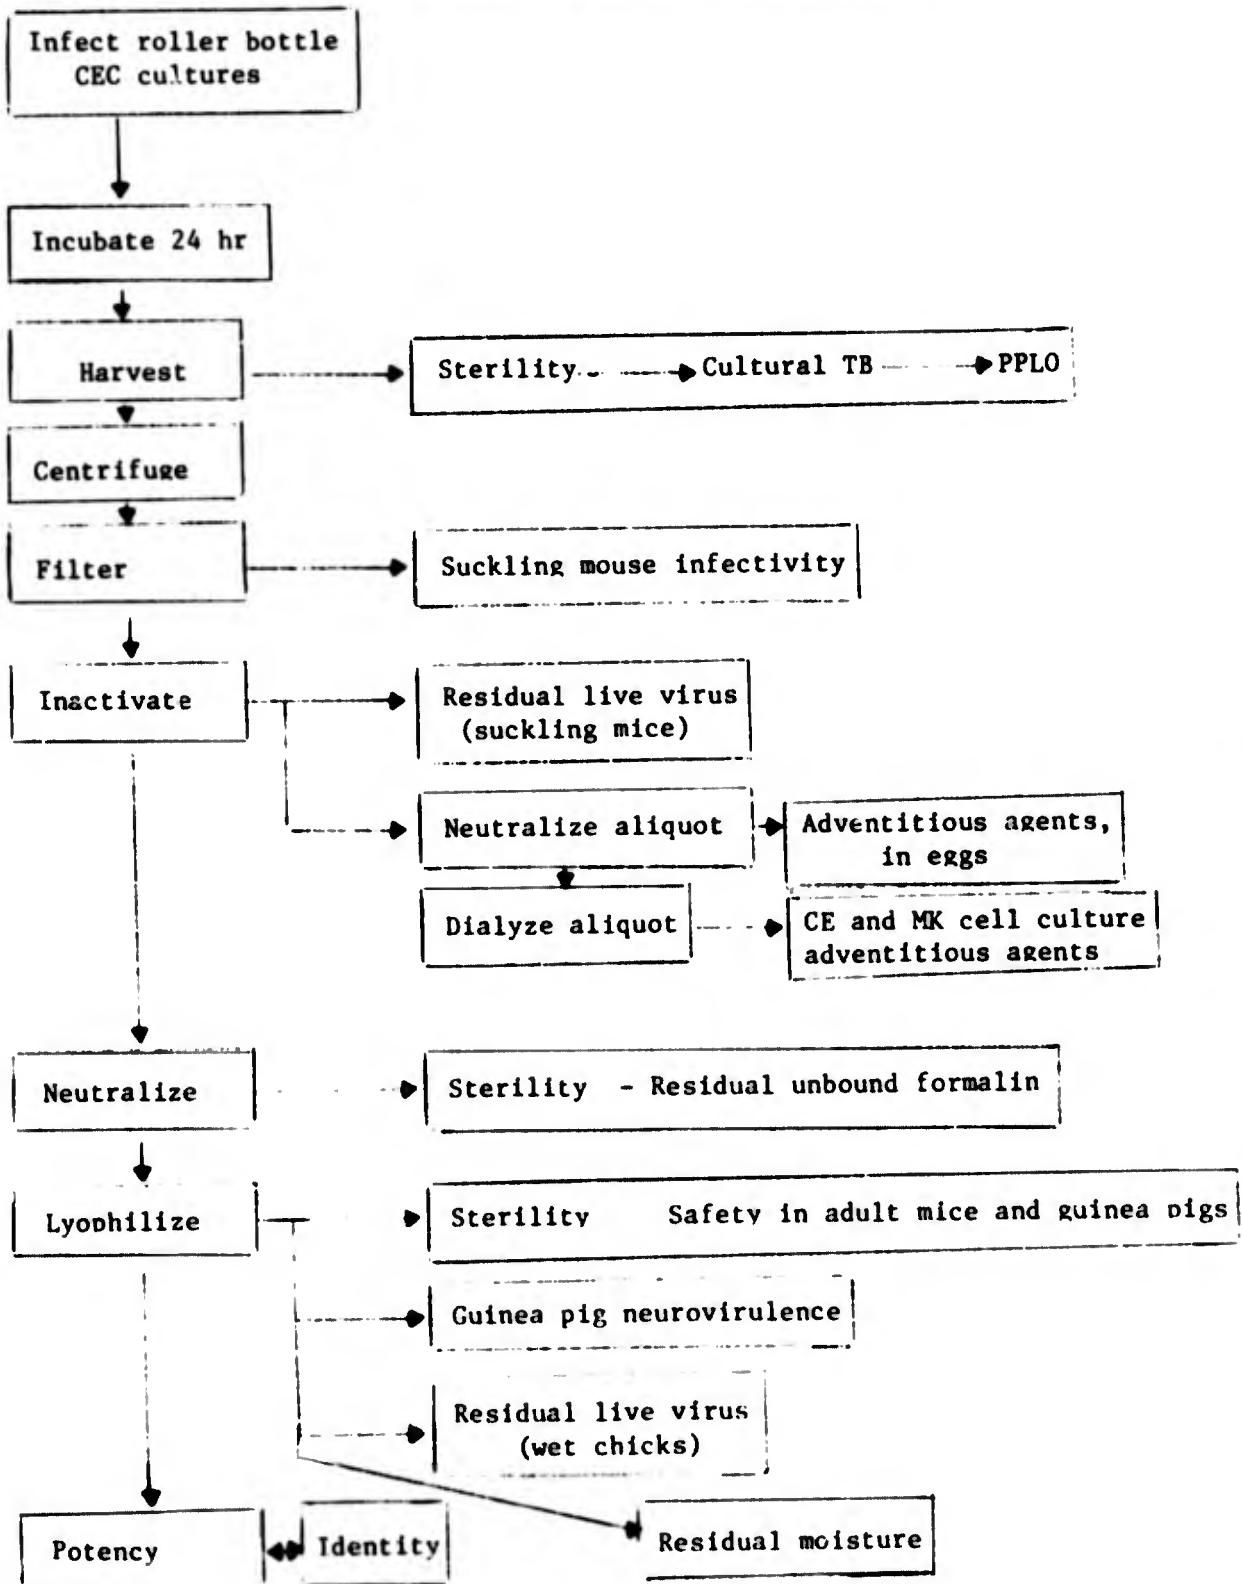 Infect roller bottle
CEC cultures
Incubate 24 hr
Harvest
Sterility
Cultural TB
PPLO
Centrifuge
Filter
Suckling mouse infectivity
Inactivate
Residual live virus
(suckling mice)
Neutralize aliquot
Adventitious agents,
in eggs
Dialyze aliquot
CE and MK cell culture
adventitious agents
Neutralize
Sterility - Residual unbound formalin
Lyophilize
Sterility Safety in adult mice and guinea pigs
Guinea pig neurovirulence
Residual live virus
(wet chicks)
Potency
Identity
Residual moisture